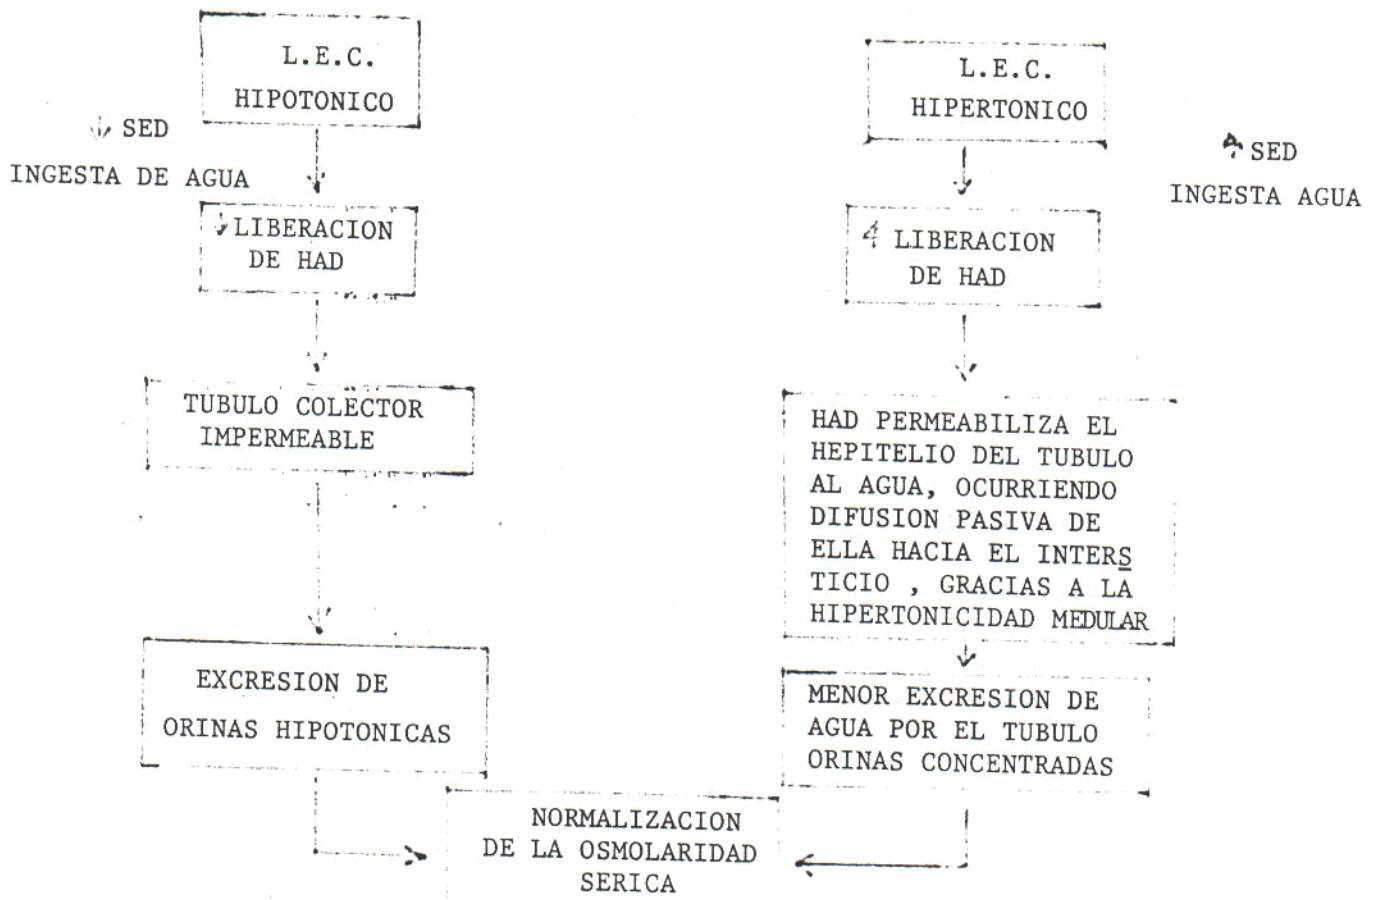 L.E.C.
HIPOTONICO
↓ SED
INGESTA DE AGUA
↓ LIBERACION
DE HAD
TUBULO COLECTOR
IMPERMEABLE
EXCRESION DE
ORINAS HIPOTONICAS
L.E.C.
HIPERTONICO
↑ SED
INGESTA AGUA
↑ LIBERACION
DE HAD
HAD PERMEABILIZA EL
HEPITELIO DEL TUBULO
AL AGUA, OCURRIENDO
DIFUSION PASIVA DE
ELLA HACIA EL INTERS
TICIO , GRACIAS A LA
HIPERTONICIDAD MEDULAR
MENOR EXCRESION DE
AGUA POR EL TUBULO
ORINAS CONCENTRADAS
NORMALIZACION
DE LA OSMOLARIDAD
SERICA